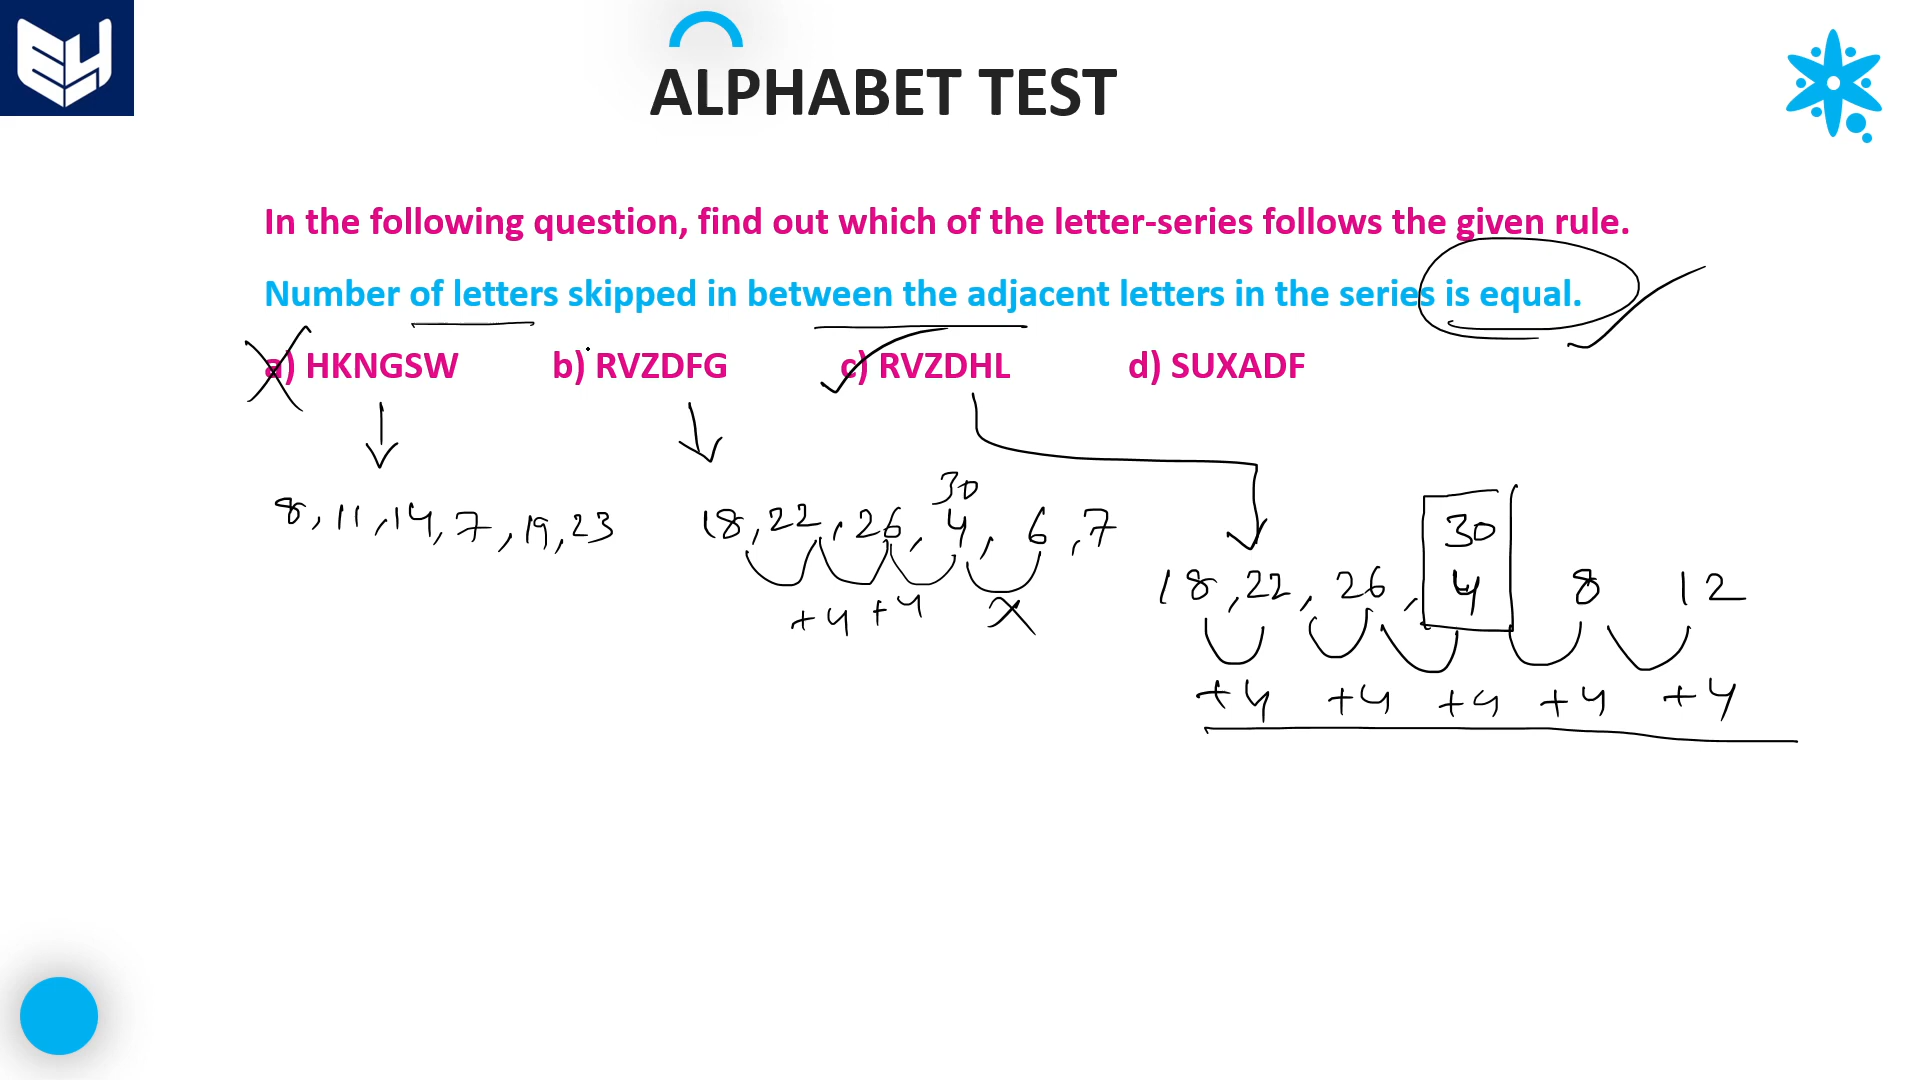 EY
ALPHABET TEST
In the following question, find out which of the letter-series follows the given rule.
Number of letters skipped in between the adjacent letters in the series is equal.
a) HKNGSW b) RVZDFG c) RVZDHL d) SUXADF
30
8, 11, 14, 7, 19, 23 18, 22, 26, 4, 6, 7
30
18, 22, 26, 4 8 12
+4 +4 X
+4 +4 +4 +4 +4